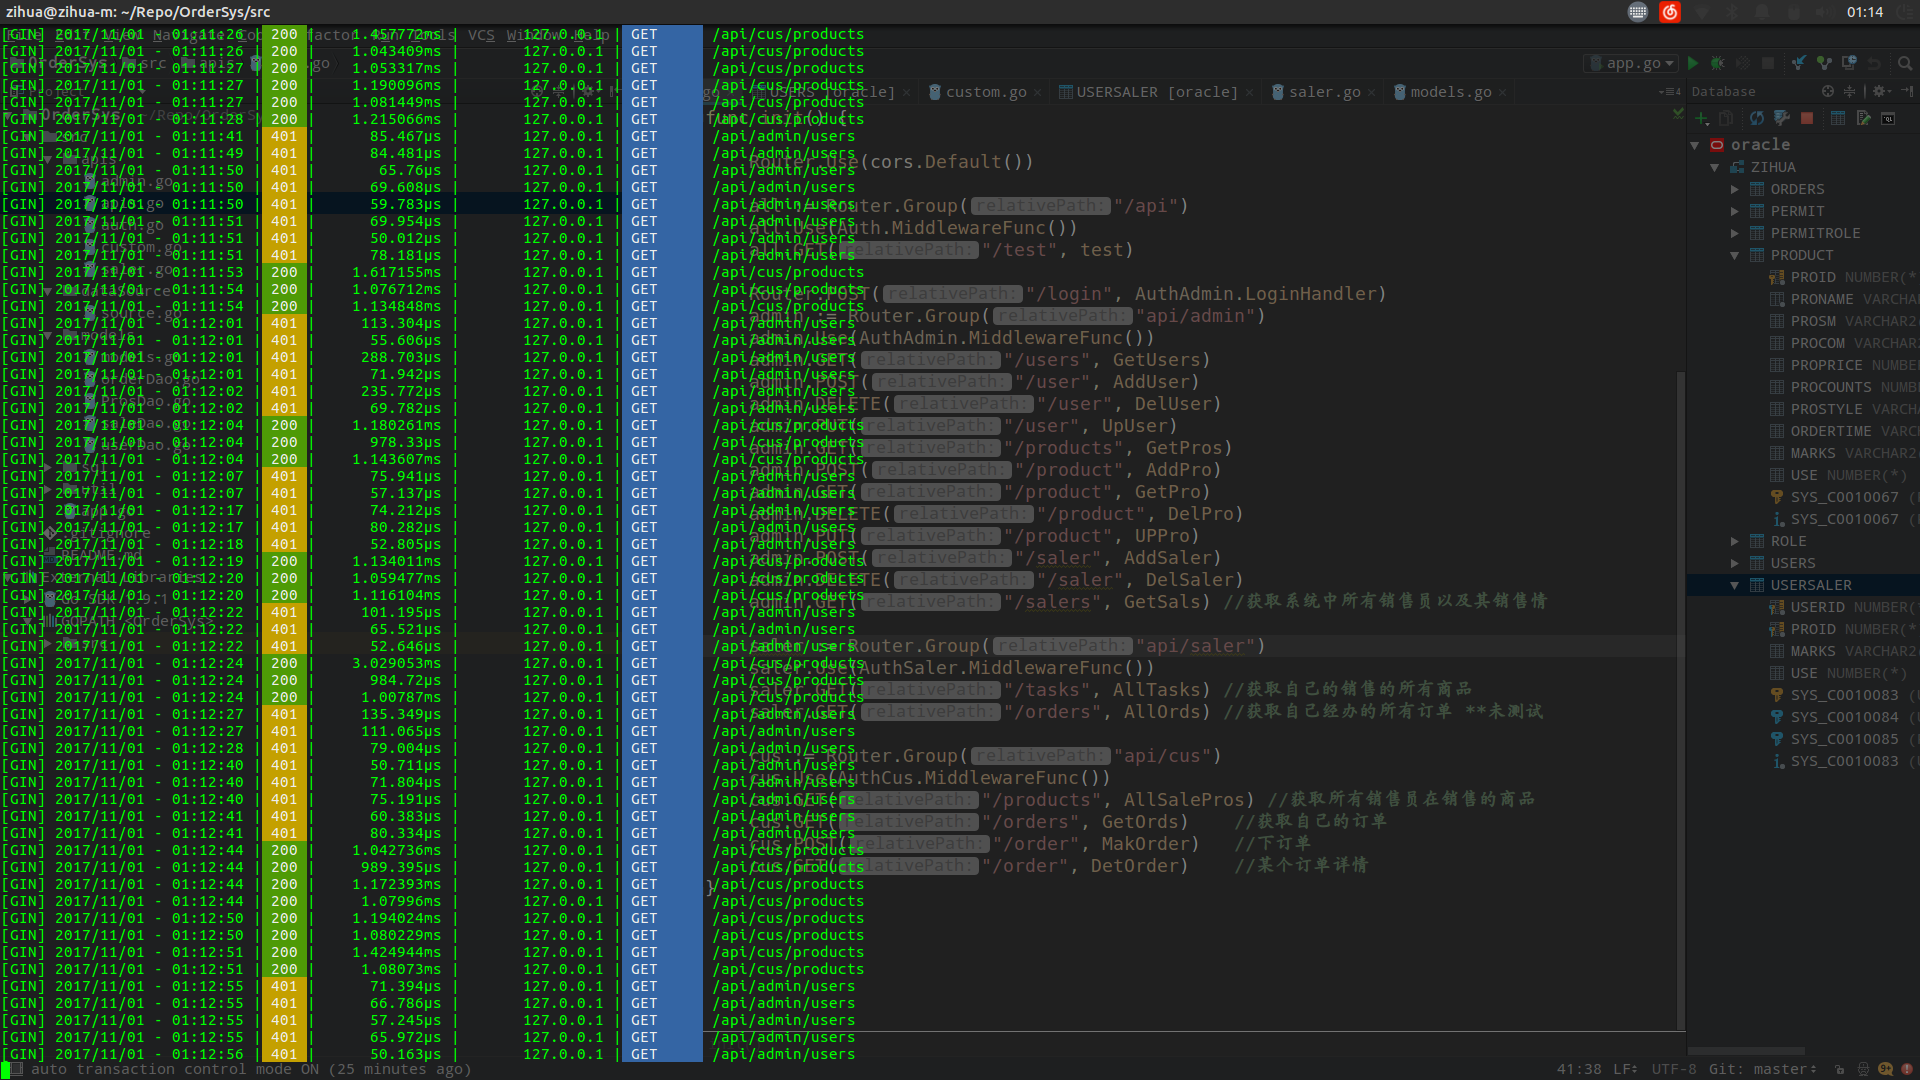 zihua@zihua-m: ~/Repo/OrderSys/src
01:14
[GIN] 2017/11/01 - 01:11:26 | 200 | 1.457772ms | 127.0.0.1 | GET /api/cus/products
[GIN] 2017/11/01 - 01:11:26 | 200 | 1.043409ms | 127.0.0.1 | GET /api/cus/products
[GIN] 2017/11/01 - 01:11:27 | 200 | 1.053317ms | 127.0.0.1 | GET /api/cus/products
[GIN] 2017/11/01 - 01:11:27 | 200 | 1.190096ms | 127.0.0.1 | GET /api/cus/products
[GIN] 2017/11/01 - 01:11:27 | 200 | 1.081449ms | 127.0.0.1 | GET /api/cus/products
[GIN] 2017/11/01 - 01:11:28 | 200 | 1.215066ms | 127.0.0.1 | GET /api/cus/products
[GIN] 2017/11/01 - 01:11:41 | 401 | 85.467µs | 127.0.0.1 | GET /api/admin/users
[GIN] 2017/11/01 - 01:11:49 | 401 | 84.481µs | 127.0.0.1 | GET /api/admin/users
[GIN] 2017/11/01 - 01:11:50 | 401 | 65.76µs | 127.0.0.1 | GET /api/admin/users
[GIN] 2017/11/01 - 01:11:50 | 401 | 69.608µs | 127.0.0.1 | GET /api/admin/users
[GIN] 2017/11/01 - 01:11:50 | 401 | 59.783µs | 127.0.0.1 | GET /api/admin/users
[GIN] 2017/11/01 - 01:11:51 | 401 | 69.954µs | 127.0.0.1 | GET /api/admin/users
[GIN] 2017/11/01 - 01:11:51 | 401 | 50.012µs | 127.0.0.1 | GET /api/admin/users
[GIN] 2017/11/01 - 01:11:51 | 401 | 78.181µs | 127.0.0.1 | GET /api/admin/users
[GIN] 2017/11/01 - 01:11:53 | 200 | 1.617155ms | 127.0.0.1 | GET /api/cus/products
[GIN] 2017/11/01 - 01:11:54 | 200 | 1.076712ms | 127.0.0.1 | GET /api/cus/products
[GIN] 2017/11/01 - 01:11:54 | 200 | 1.134848ms | 127.0.0.1 | GET /api/cus/products
[GIN] 2017/11/01 - 01:12:01 | 401 | 113.304µs | 127.0.0.1 | GET /api/admin/users
[GIN] 2017/11/01 - 01:12:01 | 401 | 55.606µs | 127.0.0.1 | GET /api/admin/users
[GIN] 2017/11/01 - 01:12:01 | 401 | 288.703µs | 127.0.0.1 | GET /api/admin/users
[GIN] 2017/11/01 - 01:12:01 | 401 | 71.942µs | 127.0.0.1 | GET /api/admin/users
[GIN] 2017/11/01 - 01:12:02 | 401 | 235.772µs | 127.0.0.1 | GET /api/admin/users
[GIN] 2017/11/01 - 01:12:02 | 401 | 69.782µs | 127.0.0.1 | GET /api/admin/users
[GIN] 2017/11/01 - 01:12:04 | 200 | 1.180261ms | 127.0.0.1 | GET /api/cus/products
[GIN] 2017/11/01 - 01:12:04 | 200 | 978.33µs | 127.0.0.1 | GET /api/cus/products
[GIN] 2017/11/01 - 01:12:04 | 200 | 1.143607ms | 127.0.0.1 | GET /api/cus/products
[GIN] 2017/11/01 - 01:12:07 | 401 | 75.941µs | 127.0.0.1 | GET /api/admin/users
[GIN] 2017/11/01 - 01:12:07 | 401 | 57.137µs | 127.0.0.1 | GET /api/admin/users
[GIN] 2017/11/01 - 01:12:17 | 401 | 74.212µs | 127.0.0.1 | GET /api/admin/users
[GIN] 2017/11/01 - 01:12:17 | 401 | 80.282µs | 127.0.0.1 | GET /api/admin/users
[GIN] 2017/11/01 - 01:12:18 | 401 | 52.805µs | 127.0.0.1 | GET /api/admin/users
[GIN] 2017/11/01 - 01:12:19 | 200 | 1.134011ms | 127.0.0.1 | GET /api/cus/products
[GIN] 2017/11/01 - 01:12:20 | 200 | 1.059477ms | 127.0.0.1 | GET /api/cus/products
[GIN] 2017/11/01 - 01:12:20 | 200 | 1.116104ms | 127.0.0.1 | GET /api/cus/products
[GIN] 2017/11/01 - 01:12:22 | 401 | 101.195µs | 127.0.0.1 | GET /api/admin/users
[GIN] 2017/11/01 - 01:12:22 | 401 | 65.521µs | 127.0.0.1 | GET /api/admin/users
[GIN] 2017/11/01 - 01:12:22 | 401 | 52.646µs | 127.0.0.1 | GET /api/admin/users
[GIN] 2017/11/01 - 01:12:24 | 200 | 3.029053ms | 127.0.0.1 | GET /api/cus/products
[GIN] 2017/11/01 - 01:12:24 | 200 | 984.72µs | 127.0.0.1 | GET /api/cus/products
[GIN] 2017/11/01 - 01:12:24 | 200 | 1.00787ms | 127.0.0.1 | GET /api/cus/products
[GIN] 2017/11/01 - 01:12:27 | 401 | 135.349µs | 127.0.0.1 | GET /api/admin/users
[GIN] 2017/11/01 - 01:12:27 | 401 | 111.065µs | 127.0.0.1 | GET /api/admin/users
[GIN] 2017/11/01 - 01:12:28 | 401 | 79.004µs | 127.0.0.1 | GET /api/admin/users
[GIN] 2017/11/01 - 01:12:40 | 401 | 50.711µs | 127.0.0.1 | GET /api/admin/users
[GIN] 2017/11/01 - 01:12:40 | 401 | 71.804µs | 127.0.0.1 | GET /api/admin/users
[GIN] 2017/11/01 - 01:12:40 | 401 | 75.191µs | 127.0.0.1 | GET /api/admin/users
[GIN] 2017/11/01 - 01:12:41 | 401 | 60.383µs | 127.0.0.1 | GET /api/admin/users
[GIN] 2017/11/01 - 01:12:41 | 401 | 80.334µs | 127.0.0.1 | GET /api/admin/users
[GIN] 2017/11/01 - 01:12:44 | 200 | 1.042736ms | 127.0.0.1 | GET /api/cus/products
[GIN] 2017/11/01 - 01:12:44 | 200 | 989.395µs | 127.0.0.1 | GET /api/cus/products
[GIN] 2017/11/01 - 01:12:44 | 200 | 1.172393ms | 127.0.0.1 | GET /api/cus/products
[GIN] 2017/11/01 - 01:12:44 | 200 | 1.07996ms | 127.0.0.1 | GET /api/cus/products
[GIN] 2017/11/01 - 01:12:50 | 200 | 1.194024ms | 127.0.0.1 | GET /api/cus/products
[GIN] 2017/11/01 - 01:12:50 | 200 | 1.080229ms | 127.0.0.1 | GET /api/cus/products
[GIN] 2017/11/01 - 01:12:51 | 200 | 1.424944ms | 127.0.0.1 | GET /api/cus/products
[GIN] 2017/11/01 - 01:12:51 | 200 | 1.08073ms | 127.0.0.1 | GET /api/cus/products
[GIN] 2017/11/01 - 01:12:55 | 401 | 71.394µs | 127.0.0.1 | GET /api/admin/users
[GIN] 2017/11/01 - 01:12:55 | 401 | 66.786µs | 127.0.0.1 | GET /api/admin/users
[GIN] 2017/11/01 - 01:12:55 | 401 | 57.245µs | 127.0.0.1 | GET /api/admin/users
[GIN] 2017/11/01 - 01:12:55 | 401 | 65.972µs | 127.0.0.1 | GET /api/admin/users
[GIN] 2017/11/01 - 01:12:56 | 401 | 50.163µs | 127.0.0.1 | GET /api/admin/users
app.go
custom.go
USERSALER [oracle]
saler.go
models.go
func init() {
Router.Use(cors.Default())
all := Router.Group( relativePath: "/api")
all.Use(Auth.MiddlewareFunc())
all.GET( relativePath: "/test", test)
Router.POST( relativePath: "/login", AuthAdmin.LoginHandler)
admin := Router.Group( relativePath: "api/admin")
admin.Use(AuthAdmin.MiddlewareFunc())
admin.GET( relativePath: "/users", GetUsers)
admin.POST( relativePath: "/user", AddUser)
admin.DELETE( relativePath: "/user", DelUser)
admin.PUT( relativePath: "/user", UpUser)
admin.GET( relativePath: "/products", GetPros)
admin.POST( relativePath: "/product", AddPro)
admin.GET( relativePath: "/product", GetPro)
admin.DELETE( relativePath: "/product", DelPro)
admin.PUT( relativePath: "/product", UPPro)
admin.POST( relativePath: "/saler", AddSaler)
admin.DELETE( relativePath: "/saler", DelSaler)
admin.GET( relativePath: "/salers", GetSals) //获取系统中所有销售员以及其销售情
saler := Router.Group( relativePath: "api/saler")
saler.Use(AuthSaler.MiddlewareFunc())
saler.GET( relativePath: "/tasks", AllTasks) //获取自己的销售的所有商品
saler.GET( relativePath: "/orders", AllOrds) //获取自己经办的所有订单 **未测试
cus := Router.Group( relativePath: "api/cus")
cus.Use(AuthCus.MiddlewareFunc())
cus.GET( relativePath: "/products", AllSalePros) //获取所有销售员在销售的商品
cus.GET( relativePath: "/orders", GetOrds) //获取自己的订单
cus.POST( relativePath: "/order", MakOrder) //下订单
cus.GET( relativePath: "/order", DetOrder) //某个订单详情
}
Database
oracle
ZIHUA
ORDERS
PERMIT
PERMITROLE
PRODUCT
PROID NUMBER(*
PRONAME VARCHAR
PROSM VARCHAR2(
PROCOM VARCHAR2
PROPRICE NUMBE
PROCOUNTS NUMB
PROSTYLE VARCHA
ORDERTIME VARC
MARKS VARCHAR2(
USE NUMBER(*)
SYS_C0010067
SYS_C0010067
ROLE
USERS
USERSALER
USERID NUMBER(
PROID NUMBER(*
MARKS VARCHAR2(
USE NUMBER(*)
SYS_C0010083
SYS_C0010084
SYS_C0010085
SYS_C0010083
auto transaction control mode ON (25 minutes ago)
41:38 LF UTF-8 Git: master